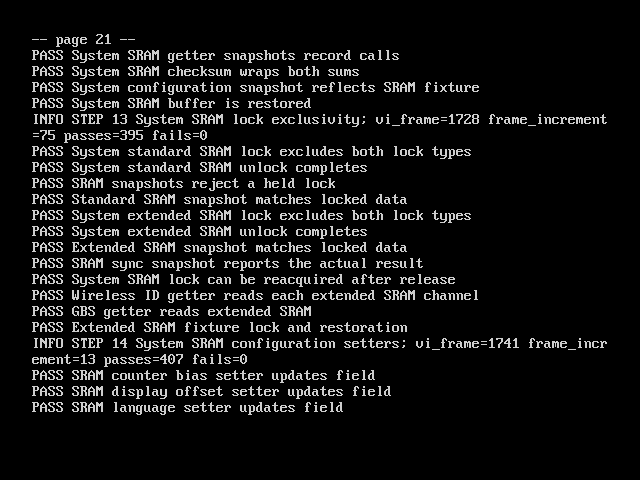 -- page 21 --
PASS System SRAM getter snapshots record calls
PASS System SRAM checksum wraps both sums
PASS System configuration snapshot reflects SRAM fixture
PASS System SRAM buffer is restored
INFO STEP 13 System SRAM lock exclusivity; vi_frame=1728 frame_increment
=75 passes=395 fails=0
PASS System standard SRAM lock excludes both lock types
PASS System standard SRAM unlock completes
PASS SRAM snapshots reject a held lock
PASS Standard SRAM snapshot matches locked data
PASS System extended SRAM lock excludes both lock types
PASS System extended SRAM unlock completes
PASS Extended SRAM snapshot matches locked data
PASS SRAM sync snapshot reports the actual result
PASS System SRAM lock can be reacquired after release
PASS Wireless ID getter reads each extended SRAM channel
PASS GBS getter reads extended SRAM
PASS Extended SRAM fixture lock and restoration
INFO STEP 14 System SRAM configuration setters; vi_frame=1741 frame_incr
ement=13 passes=407 fails=0
PASS SRAM counter bias setter updates field
PASS SRAM display offset setter updates field
PASS SRAM language setter updates field